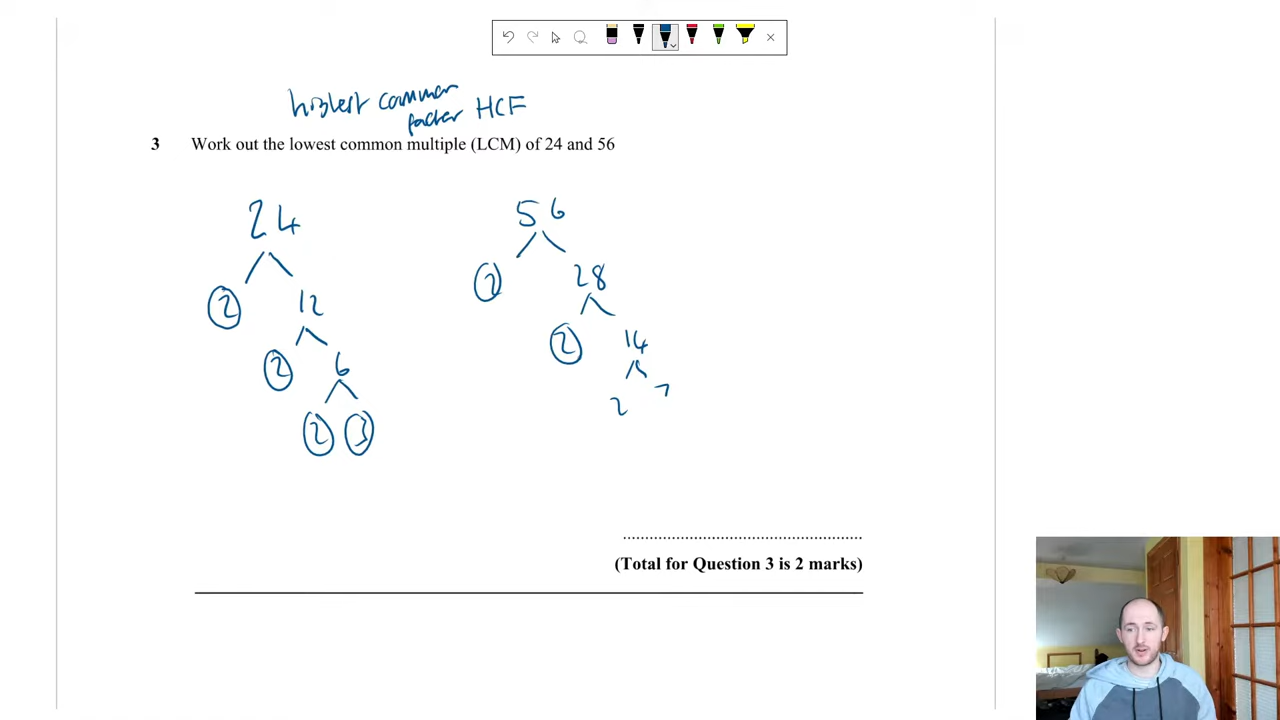 highest common
factor HCF
3 Work out the lowest common multiple (LCM) of 24 and 56
24 56
2 28
2 12
2 14
2 6
2 7
2 3
(Total for Question 3 is 2 marks)